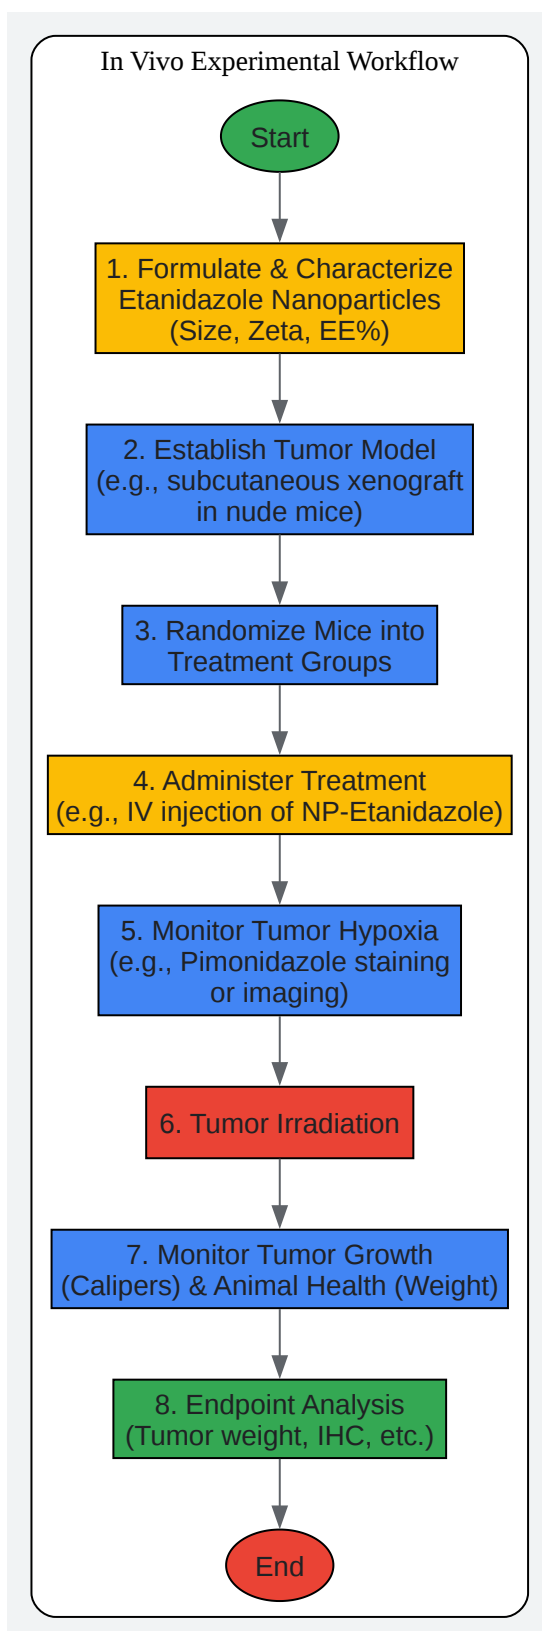 In Vivo Experimental Workflow
Start
1. Formulate & Characterize
Etanidazole Nanoparticles
(Size, Zeta, EE%)
2. Establish Tumor Model
(e.g., subcutaneous xenograft
in nude mice)
3. Randomize Mice into
Treatment Groups
4. Administer Treatment
(e.g., IV injection of NP-Etanidazole)
5. Monitor Tumor Hypoxia
(e.g., Pimonidazole staining
or imaging)
6. Tumor Irradiation
7. Monitor Tumor Growth
(Calipers) & Animal Health (Weight)
8. Endpoint Analysis
(Tumor weight, IHC, etc.)
End